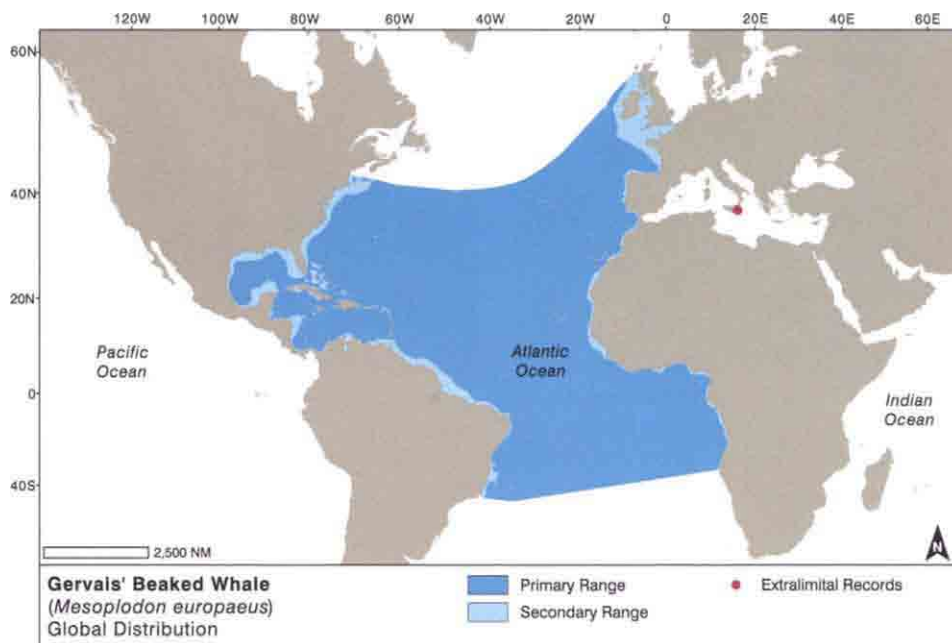 120W 100W 80W 60W 40W 20W 0 20E 40E 60E
60N
40N
20N
0
40S
Pacific
Ocean
Atlantic
Ocean
Indian
Ocean
2,500 NM
N
Gervais' Beaked Whale
(Mesoplodon europaeus)
Global Distribution
Primary Range
Secondary Range
Extralimital Records